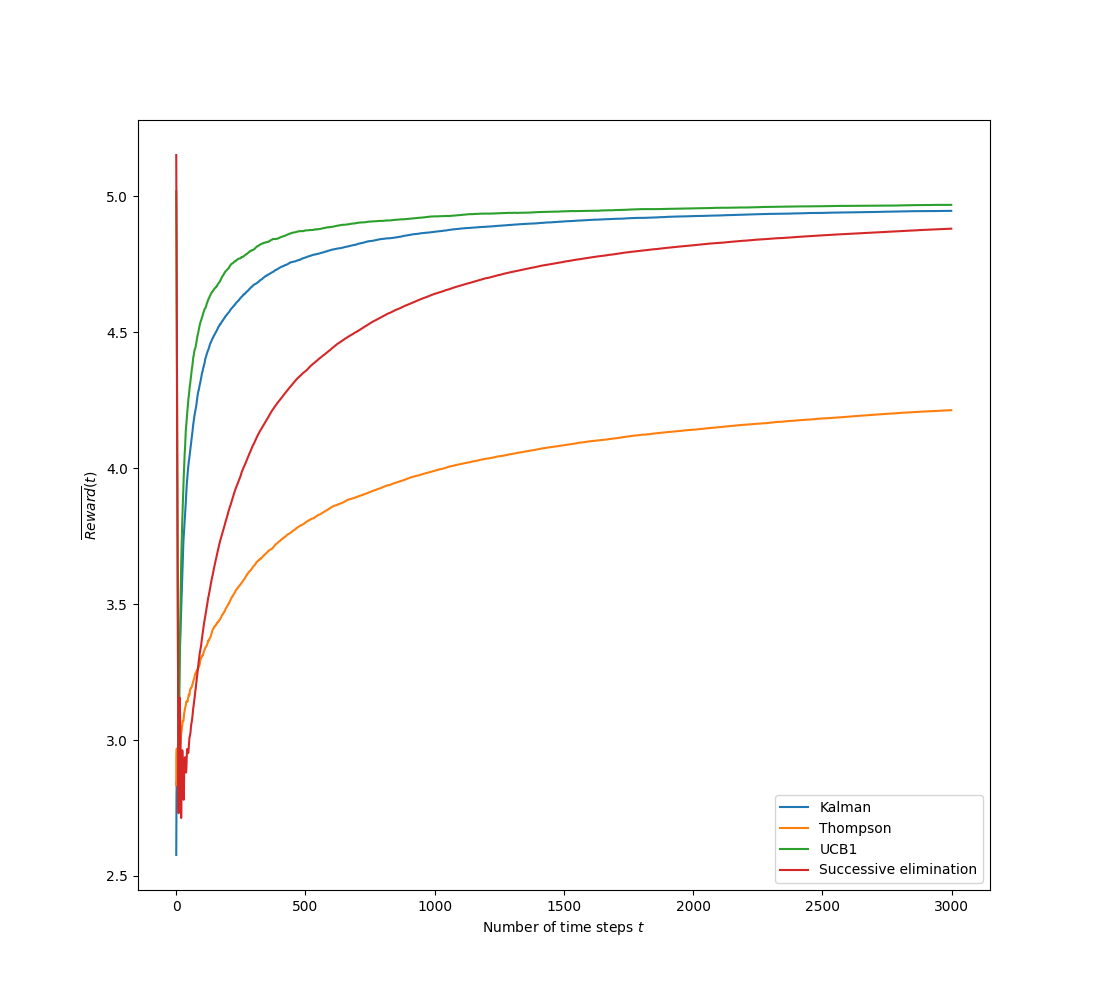 5.0
4.5
4.0
3.5
3.0
2.5
Reward(t)
0 500 1000 1500 2000 2500 3000
Number of time steps t
Kalman
Thompson
UCB1
Successive elimination